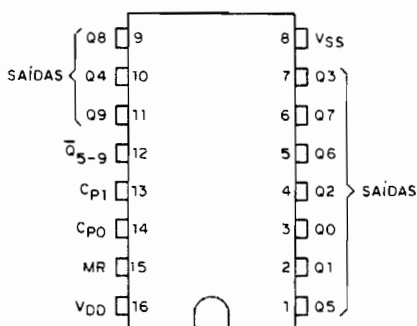 Q8 9 8 VSS
SAÍDAS Q4 10 7 Q3
Q9 11 6 Q7
Q̅5-9 12 5 Q6
CP1 13 4 Q2 SAÍDAS
CP0 14 3 Q0
MR 15 2 Q1
VDD 16 1 Q5